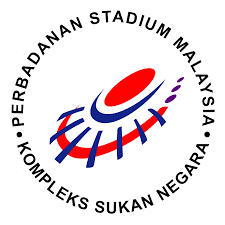 PERBADANAN STADIUM MALAYSIA
• KOMPLEKS SUKAN NEGARA •